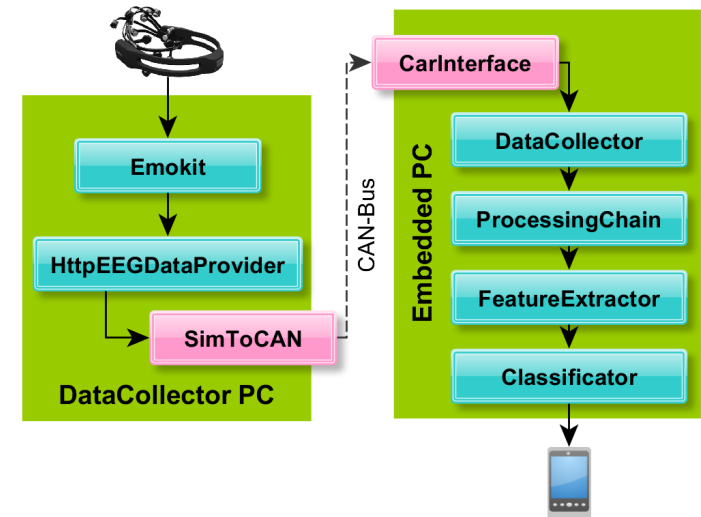 Emokit
HttpEEGDataProvider
SimToCAN
DataCollector PC
CAN-Bus
CarInterface
Embedded PC
DataCollector
ProcessingChain
FeatureExtractor
Classificator